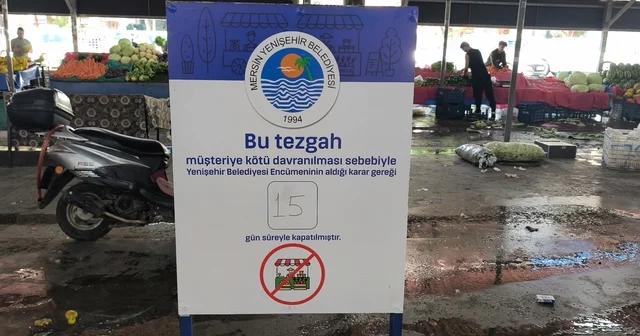 MERSİN YENİŞEHİR BELEDİYESİ
1994
Bu tezgah
müşteriye kötü davranılması sebebiyle
Yenişehir Belediyesi Encümeninin aldığı karar gereği
15
gün süreyle kapatılmıştır.